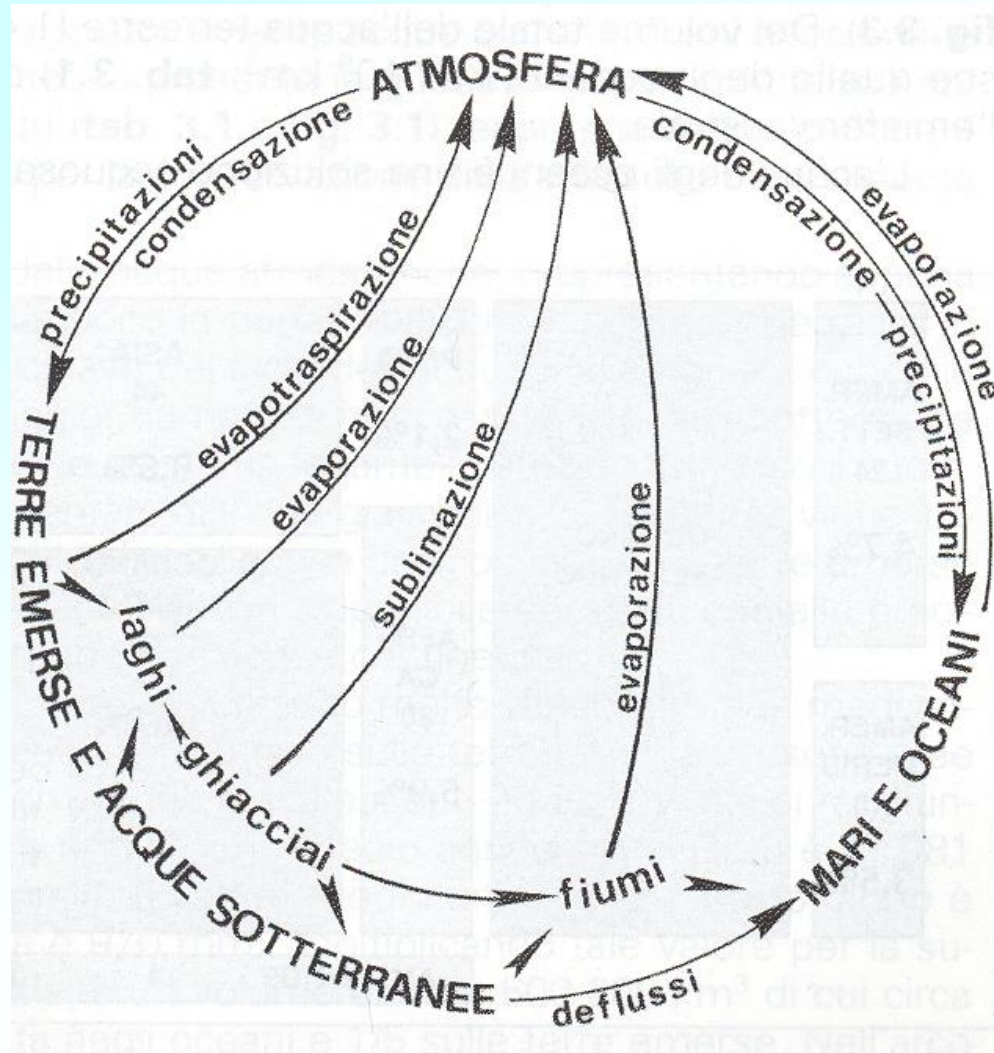 ATMOSFERA
precipitazioni
condensazione
condensazione
precipitazioni
evaporazione
evapotraspirazione
evaporazione
sublimazione
evaporazione
TERRE EMERSE E ACQUE SOTTERRANEE
laghi
ghiacciai
fiumi
deflussi
MARI E OCEANI